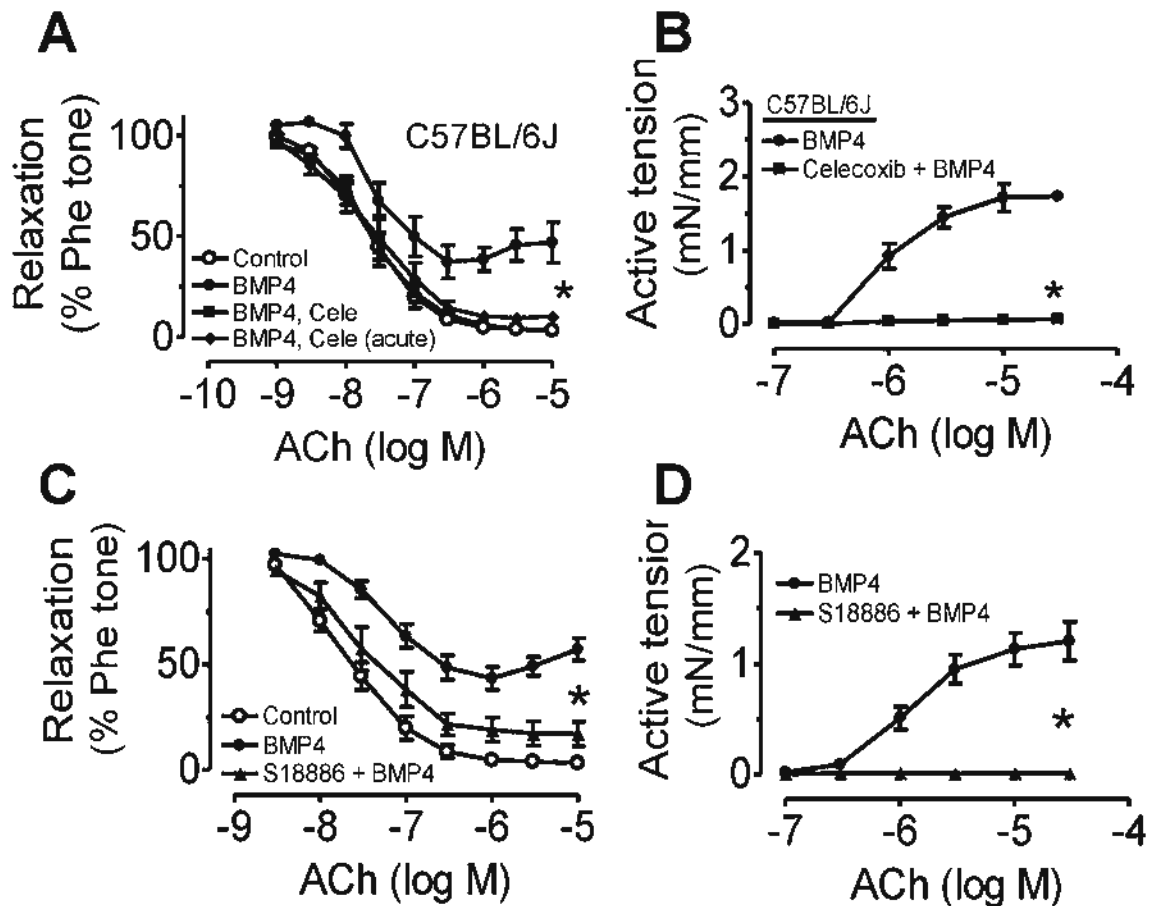 A
Relaxation
(% Phe tone)
100
50
0
C57BL/6J
Control
BMP4
BMP4, Cele
BMP4, Cele (acute)
*
-10 -9 -8 -7 -6 -5
ACh (log M)
B
Active tension
(mN/mm)
3
2
1
0
C57BL/6J
BMP4
Celecoxib + BMP4
*
-7 -6 -5 -4
ACh (log M)
C
Relaxation
(% Phe tone)
100
50
0
Control
BMP4
S18886 + BMP4
*
-9 -8 -7 -6 -5
ACh (log M)
D
Active tensior
(mN/mm)
2
1
0
BMP4
S18886 + BMP4
*
-7 -6 -5 -4
ACh (log M)